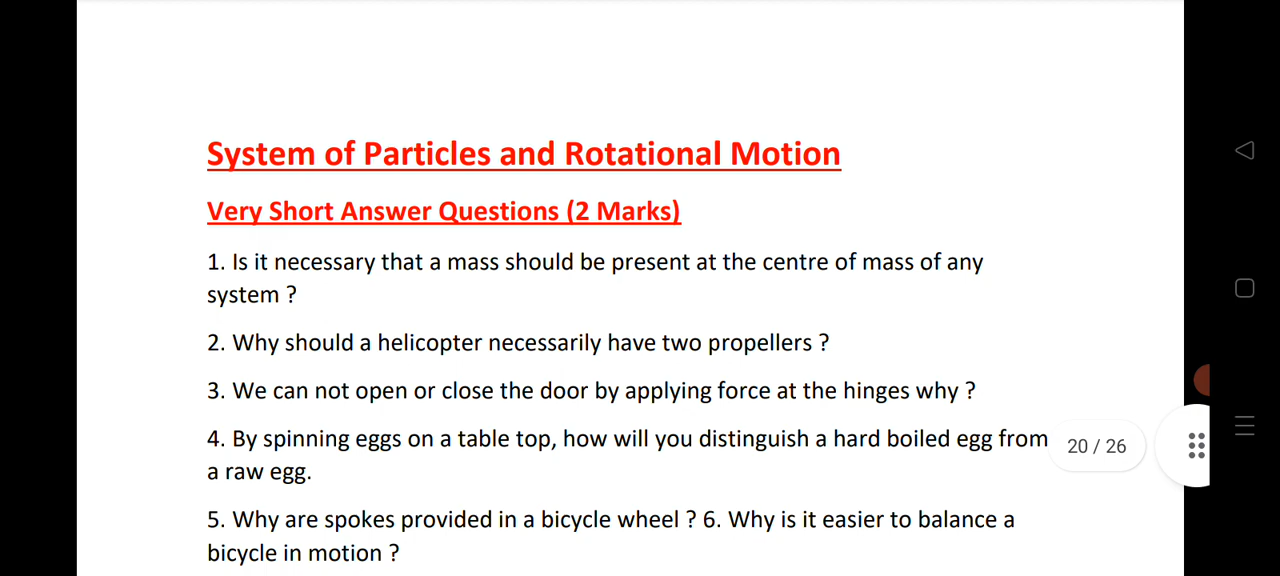 System of Particles and Rotational Motion
Very Short Answer Questions (2 Marks)
1. Is it necessary that a mass should be present at the centre of mass of any
system ?
2. Why should a helicopter necessarily have two propellers ?
3. We can not open or close the door by applying force at the hinges why ?
4. By spinning eggs on a table top, how will you distinguish a hard boiled egg from
a raw egg.
20 / 26
5. Why are spokes provided in a bicycle wheel ? 6. Why is it easier to balance a
bicycle in motion ?